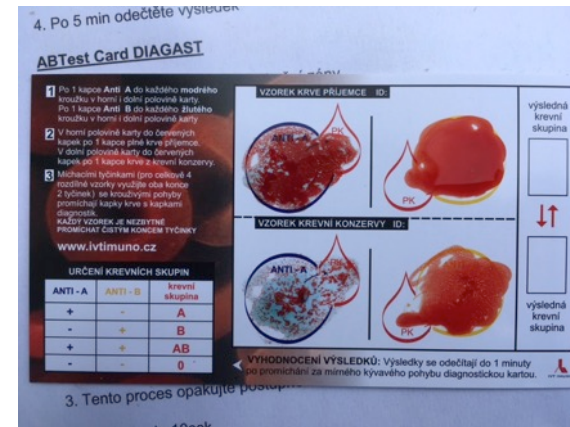 4. Po 5 min odečtěte výsledek
ABTest Card DIAGAST
1 Po 1 kapce Anti A do každého modrého
kroužku v horní i dolní polovině karty.
Po 1 kapce Anti B do každého žlutého
kroužku v horní i dolní polovině karty
2 V horní polovině karty do červených
kapek po 1 kapce plné krve příjemce.
V dolní polovině karty do červených
kapek po 1 kapce krve z krevní konzervy.
3 Míchacími tyčinkami (pro celkově 4
rozdílné vzorky využijte oba konce
2 tyčinek) se krouživými pohyby
promíchají kapky krve s kapkami
diagnostik.
KAŽDÝ VZOREK JE NEZBYTNÉ
PROMÍCHAT ČISTÝM KONCEM TYČINKY
www.ivtimuno.cz
URČENÍ KREVNÍCH SKUPIN
ANTI - A ANTI - B krevní skupina
+ - A
- + B
+ + AB
- - 0
VZOREK KRVE PŘÍJEMCE ID:
PK
PK
VZOREK KREVNÍ KONZERVY ID:
ANTI - A
PK
výsledná
krevní
skupina
výsledná
krevní
skupina
VYHODNOCENÍ VÝSLEDKŮ: Výsledky se odečítají do 1 minuty
po promíchání za mírného kývavého pohybu diagnostickou kartou.
3. Tento proces opakujte